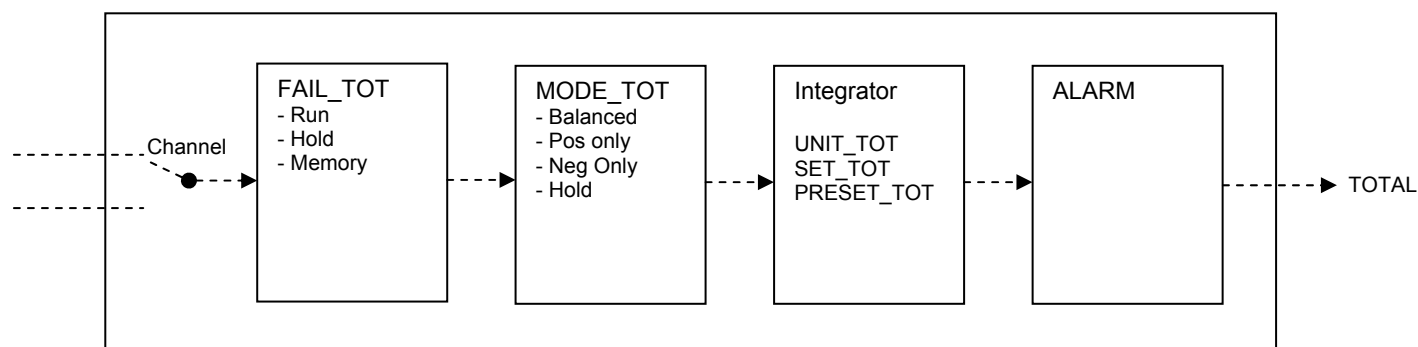 Channel
FAIL_TOT
- Run
- Hold
- Memory
MODE_TOT
- Balanced
- Pos only
- Neg Only
- Hold
Integrator
UNIT_TOT
SET_TOT
PRESET_TOT
ALARM
TOTAL